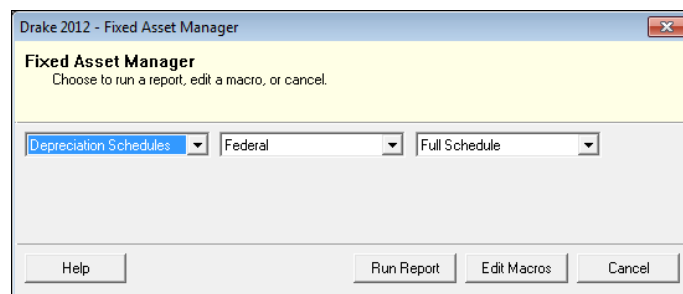 Drake 2012 - Fixed Asset Manager
Fixed Asset Manager
Choose to run a report, edit a macro, or cancel.
Depreciation Schedules Federal Full Schedule
Help Run Report Edit Macros Cancel